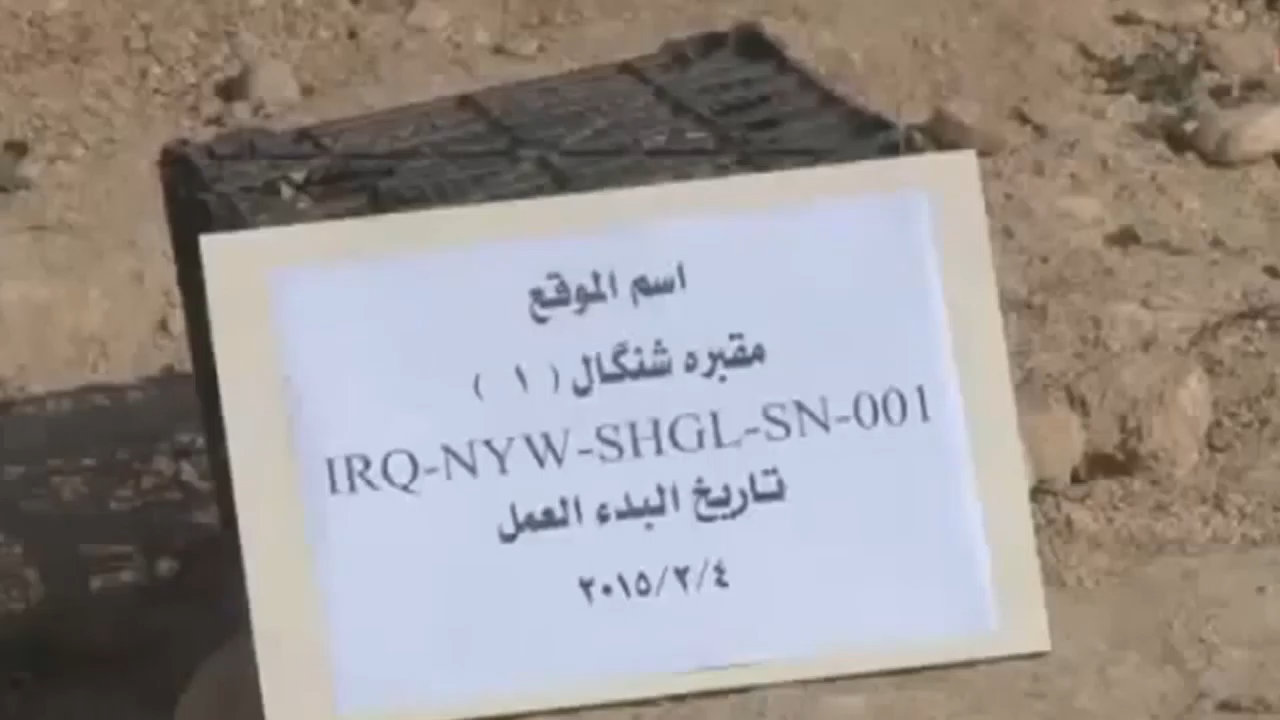 اسم الموقع
مقبره شنگال ( ١ )
IRQ-NYW-SHGL-SN-001
تاريخ البدء العمل
٢٠١٥/٢/٤